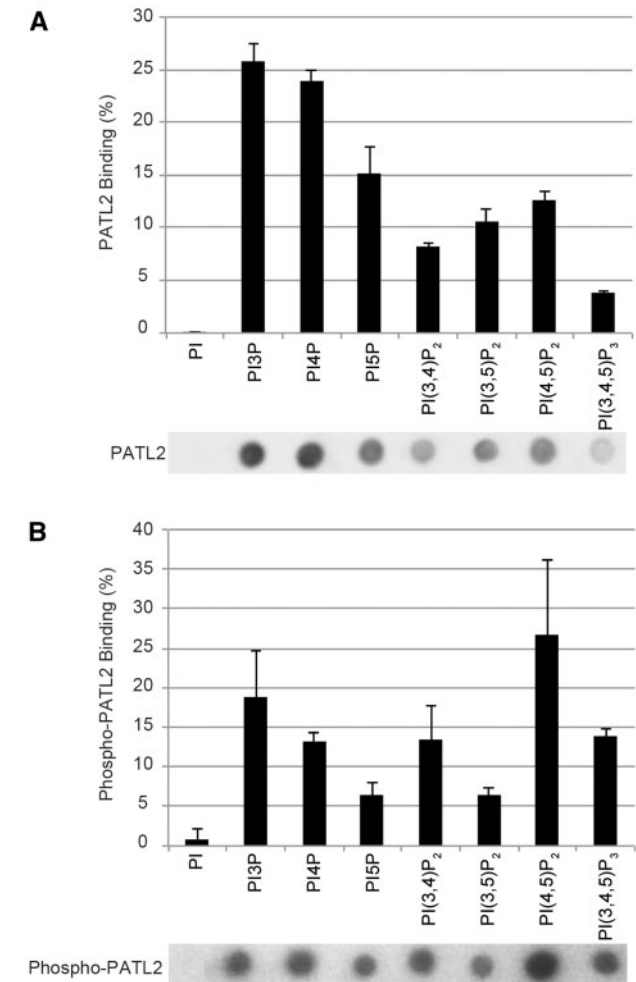 A
PATL2 Binding (%)
30
25
20
15
10
5
0
PI
PI3P
PI4P
PI5P
PI(3,4)P₂
PI(3,5)P₂
PI(4,5)P₂
PI(3,4,5)P₃
PATL2
B
Phospho-PATL2 Binding (%)
40
35
30
25
20
15
10
5
0
PI
PI3P
PI4P
PI5P
PI(3,4)P₂
PI(3,5)P₂
PI(4,5)P₂
PI(3,4,5)P₃
Phospho-PATL2